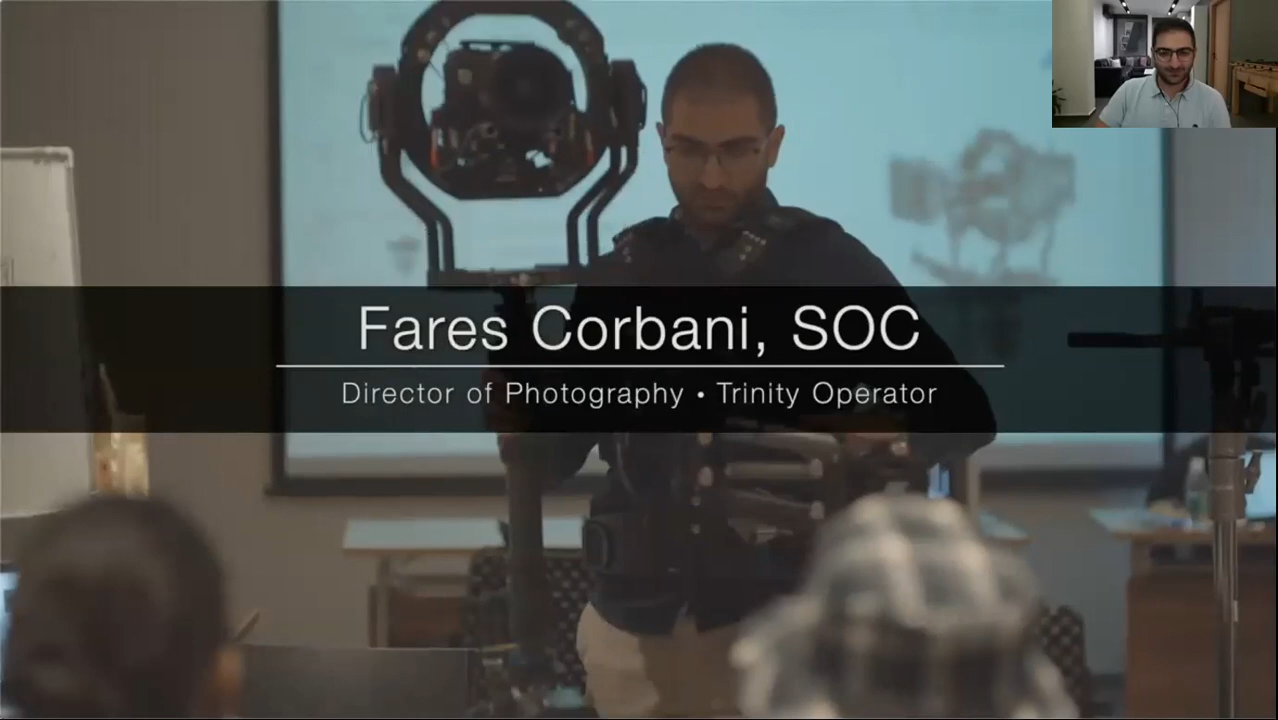 Fares Corbani, SOC
Director of Photography • Trinity Operator